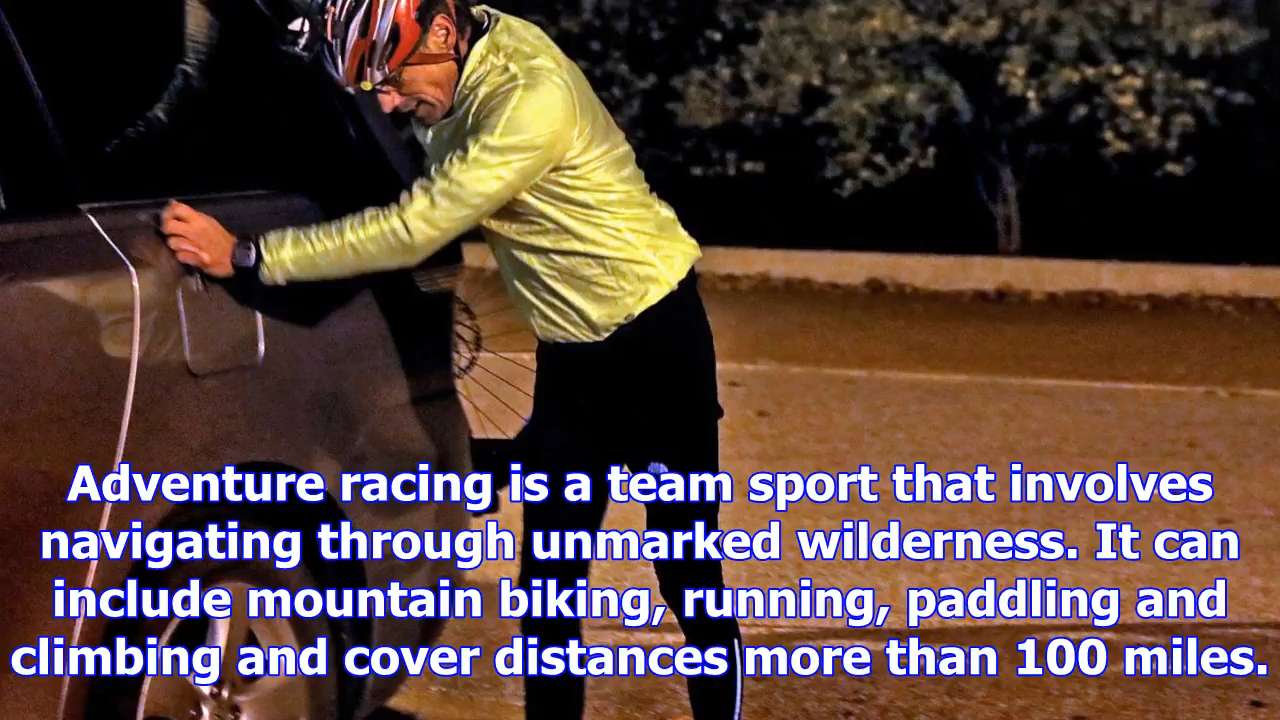 Adventure racing is a team sport that involves
navigating through unmarked wilderness. It can
include mountain biking, running, paddling and
climbing and cover distances more than 100 miles.